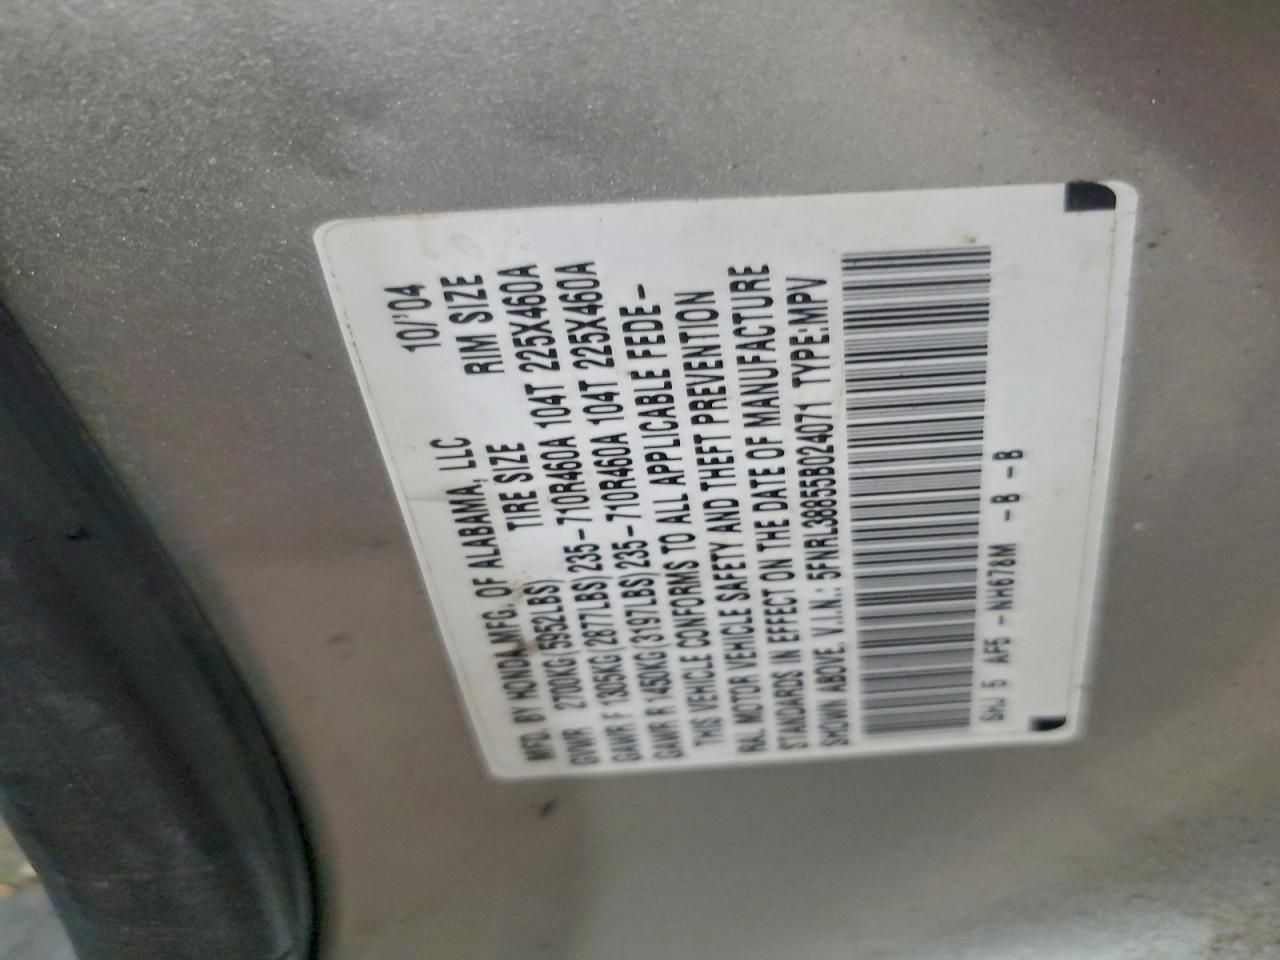 MFD. BY HONDA MFG. OF ALABAMA, LLC 10/'04
GVWR 2700KG(5952LBS) TIRE SIZE RIM SIZE
GAWR F 1305KG(2877LBS)235-710R460A 104T 225X460A
GAWR R 1450KG(3197LBS)235-710R460A 104T 225X460A
THIS VEHICLE CONFORMS TO ALL APPLICABLE FEDE-
RAL MOTOR VEHICLE SAFETY AND THEFT PREVENTION
STANDARDS IN EFFECT ON THE DATE OF MANUFACTURE
SHOWN ABOVE. V.I.N.: 5FNRL38855B024071 TYPE:MPV
SHJ 5 AF5 -NH678M -B -B